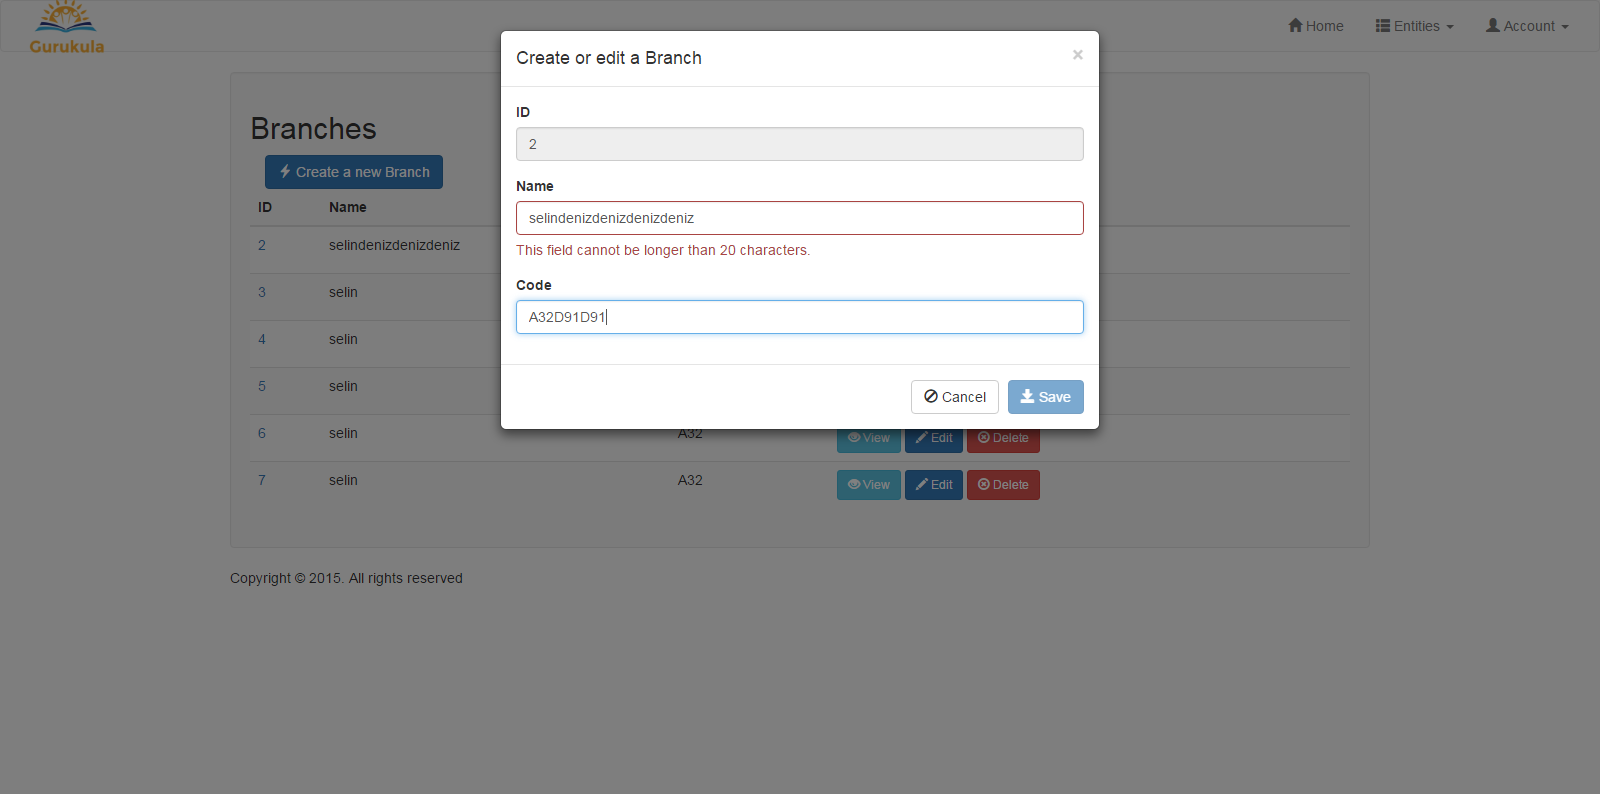 Gurukula
Home Entities Account
Create or edit a Branch ×
ID
2
Name
selindenizdenizdenizdeniz
This field cannot be longer than 20 characters.
Code
A32D91D91
Cancel Save
Branches
Create a new Branch
ID Name
2 selindenizdenizdeniz
3 selin
4 selin
5 selin
6 selin A32 View Edit Delete
7 selin A32 View Edit Delete
Copyright © 2015. All rights reserved